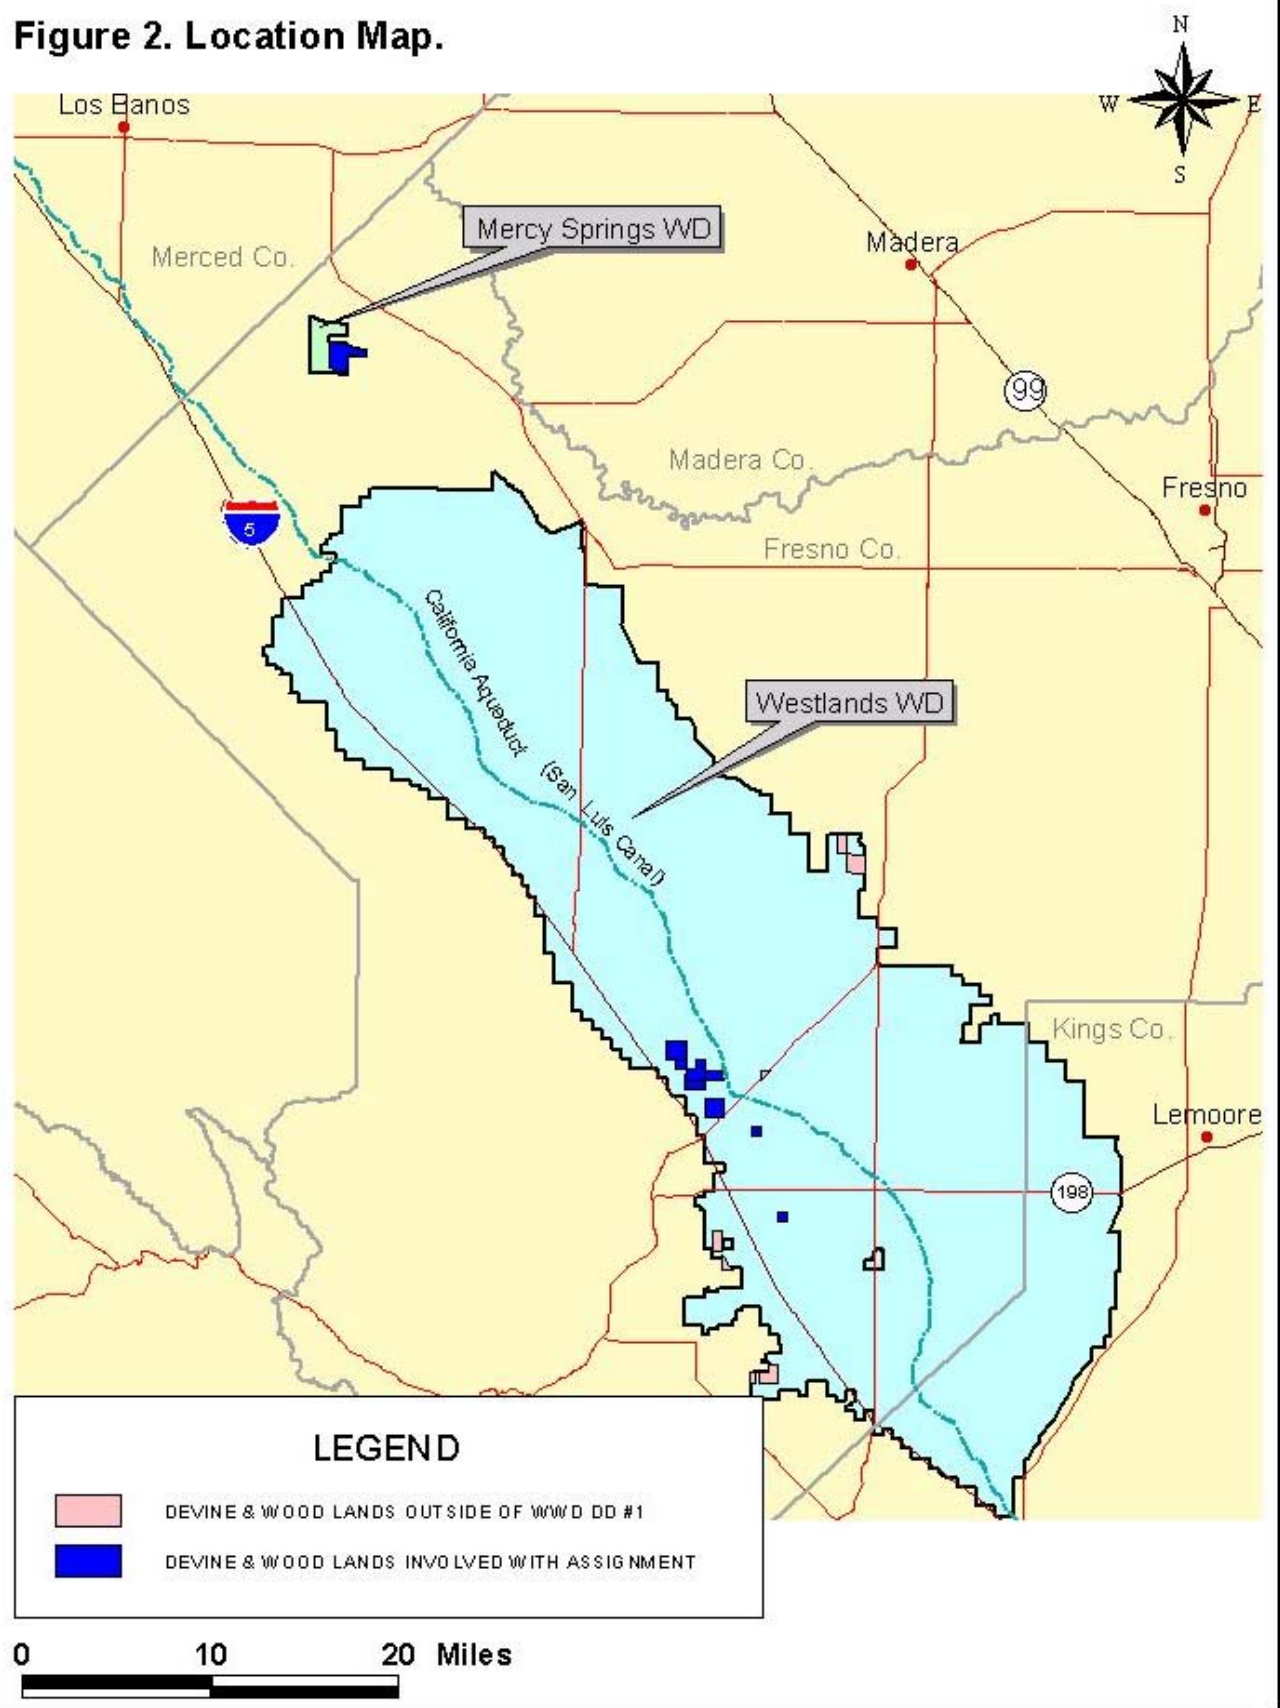 Figure 2. Location Map.
N
W
E
S
Los Banos
Merced Co.
Mercy Springs WD
Madera
99
Madera Co.
Fresno
5
Fresno Co.
California Aqueduct (San Luis Canal)
Westlands WD
Kings Co.
Lemoore
198
LEGEND
DEVINE & WOOD LANDS OUTSIDE OF WWD DD #1
DEVINE & WOOD LANDS INVOLVED WITH ASSIGNMENT
0 10 20 Miles